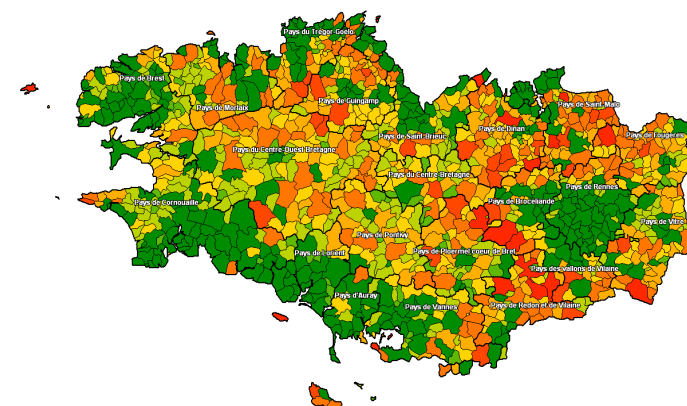 Pays du Trégor-Goëlo
Pays de Brest
Pays de Morlaix
Pays de Guingamp
Pays de Saint-Malo
Pays de Saint-Brieuc
Pays de Dinan
Pays de Fougères
Pays du Centre-Ouest-Bretagne
Pays du Centre-Bretagne
Pays de Rennes
Pays de Cornouaille
Pays de Brocéliande
Pays de Vitré
Pays de Pontivy
Pays de Lorient
Pays de Ploermel coeur de Bret.
Pays des vallons de Vilaine
Pays d'Auray
Pays de Vannes
Pays de Redon et de Vilaine